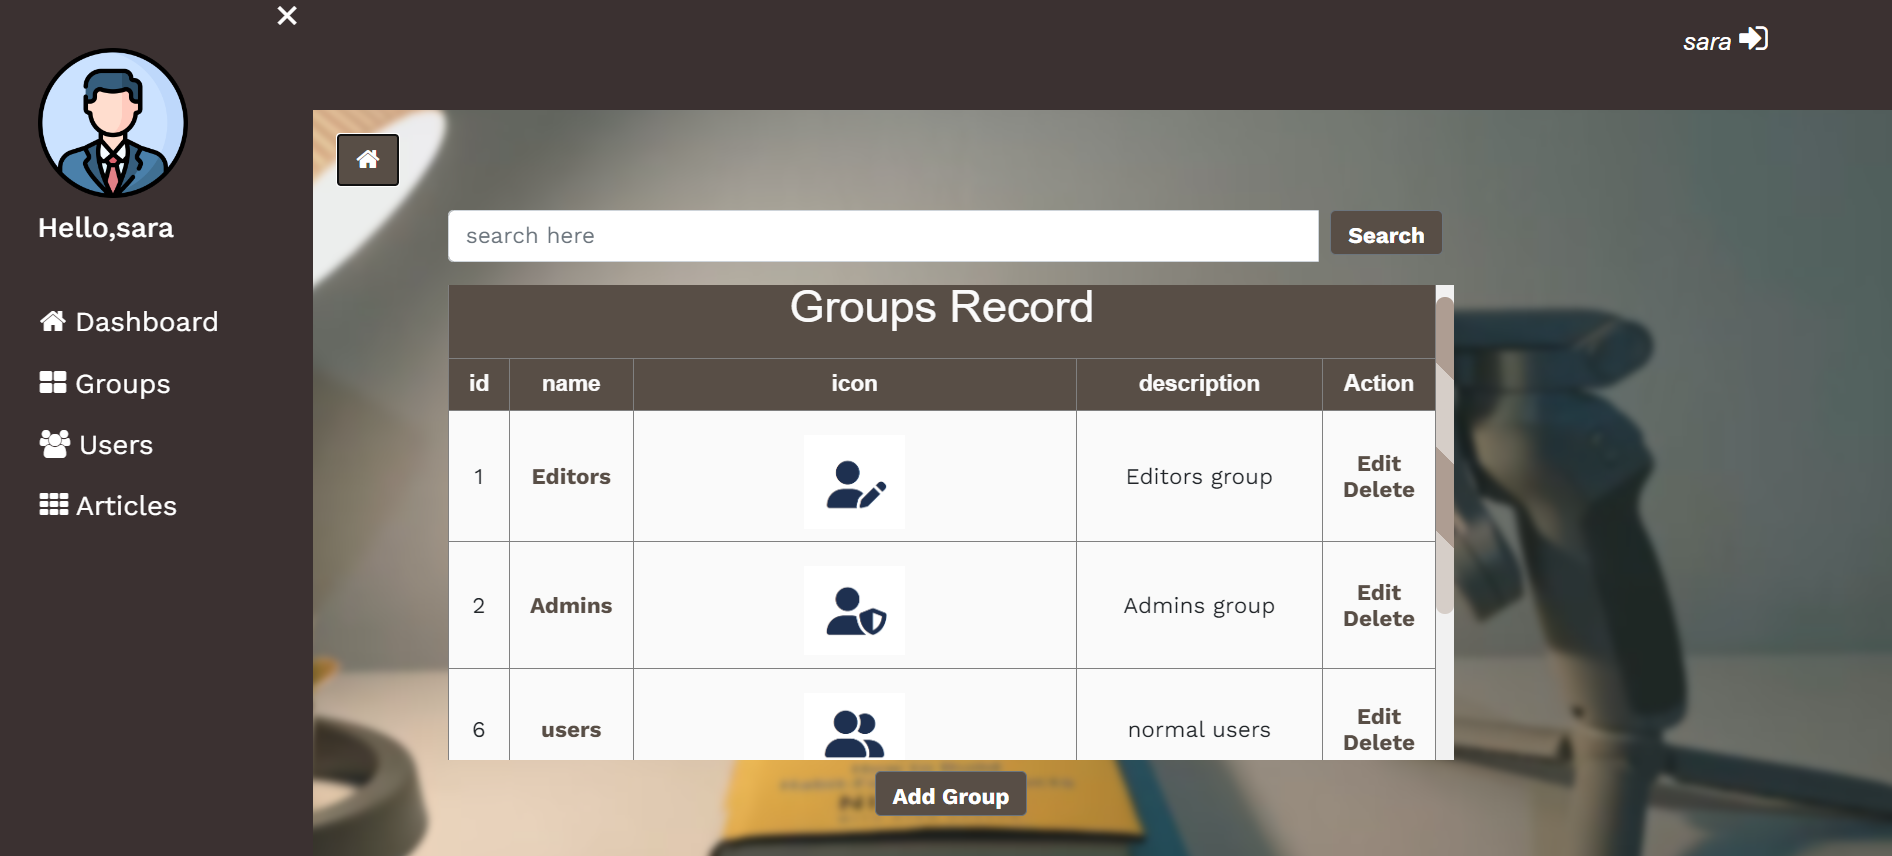 sara
Hello,sara
Dashboard
Groups
Users
Articles
search here
Search
Groups Record
id name icon description Action
1 Editors Editors group Edit
Delete
2 Admins Admins group Edit
Delete
6 users normal users Edit
Delete
Add Group